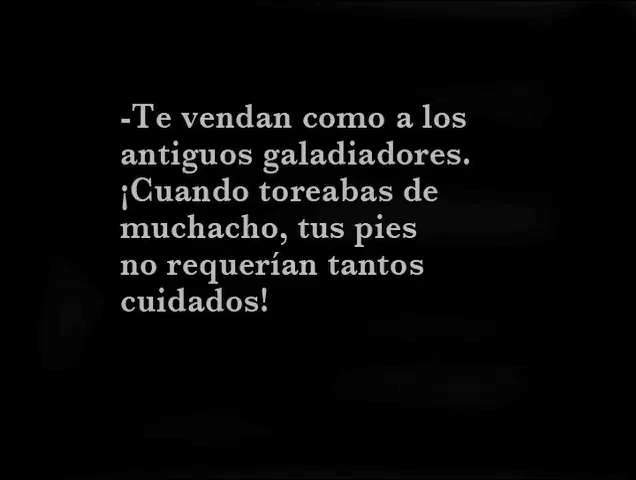 -Te vendan como a los
antiguos galadiadores.
¡Cuando toreabas de
muchacho, tus pies
no requerían tantos
cuidados!